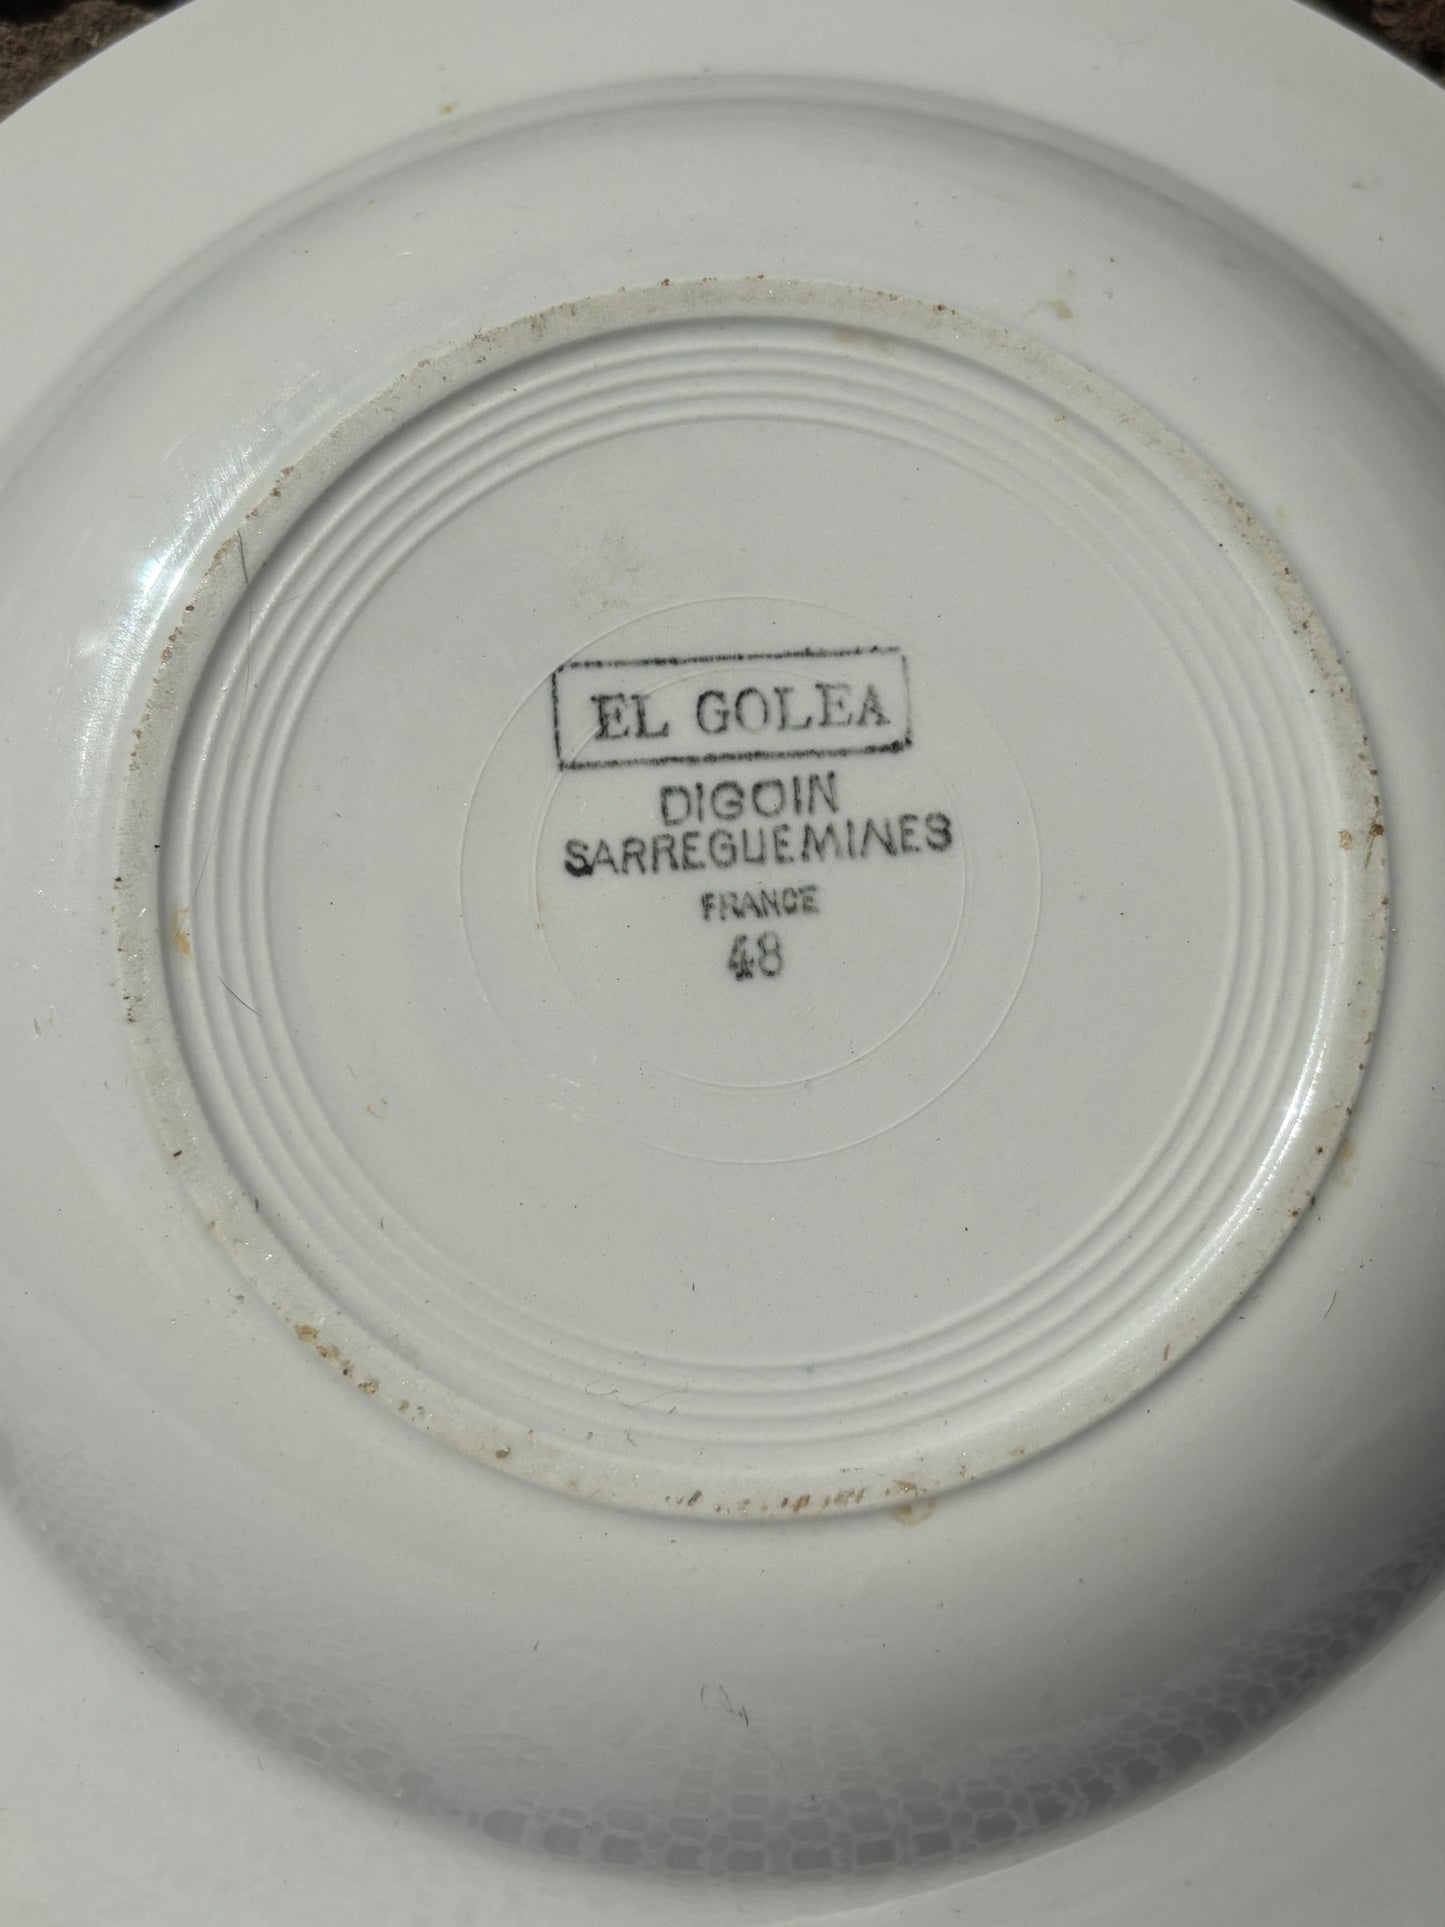 EL GOLEA
DIGOIN
SARREGUEMINES
FRANCE
48